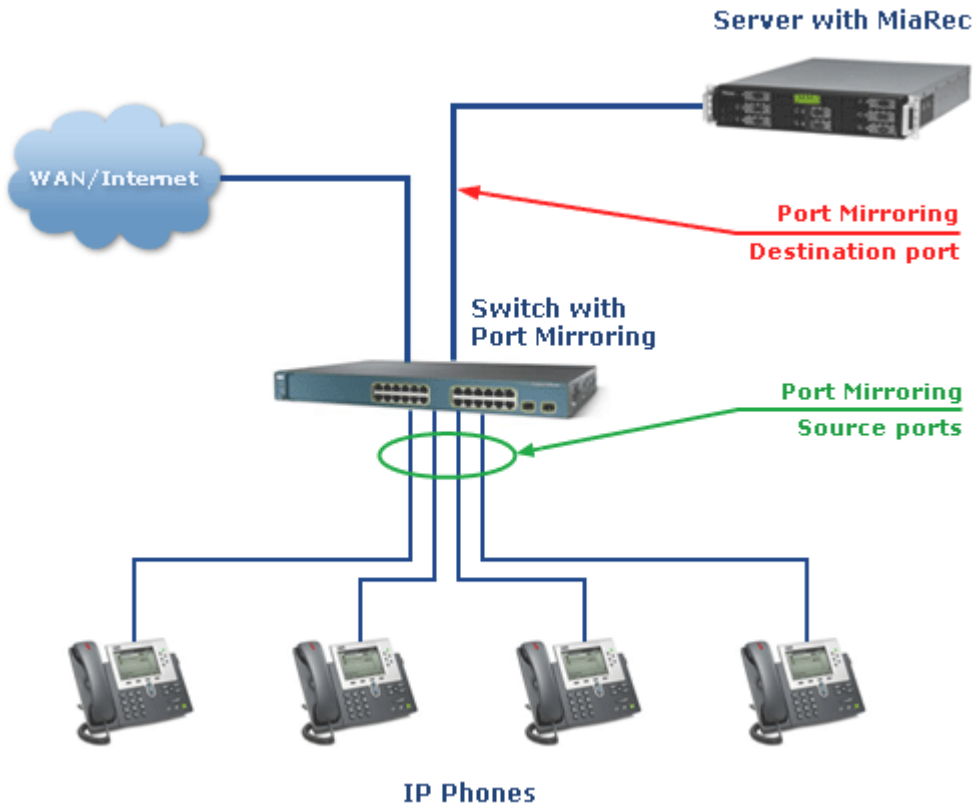 Server with MiaRec
WAN/Internet
Port Mirroring
Destination port
Switch with
Port Mirroring
Port Mirroring
Source ports
IP Phones